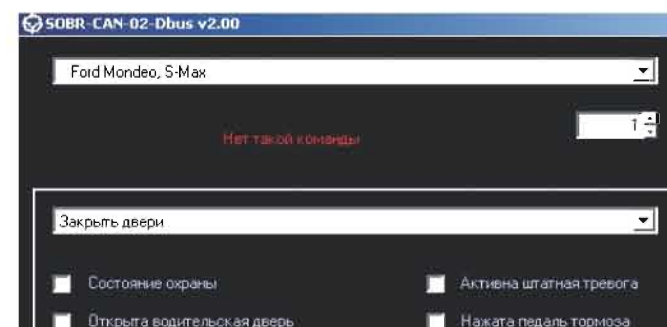 SOBR-CAN-02-Dbus v2.00
Ford Mondeo, S-Max
1
Нет такой команды
Закрыть двери
Состояние охраны
Активна штатная тревога
Открыта водительская дверь
Нажата педаль тормоза